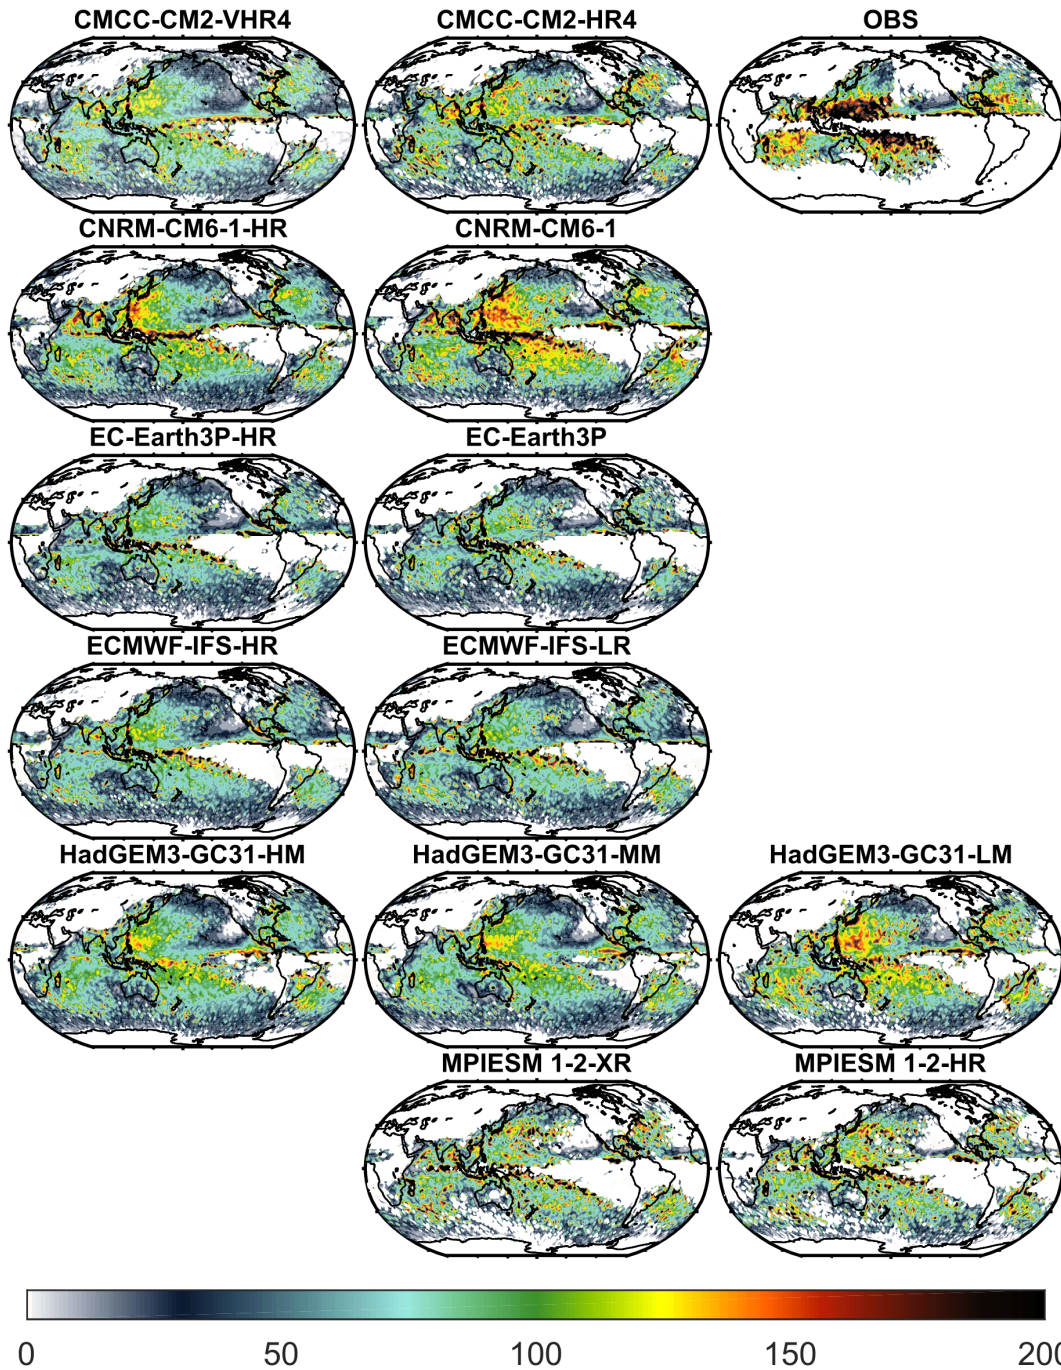 CMCC-CM2-VHR4 CMCC-CM2-HR4 OBS
CNRM-CM6-1-HR CNRM-CM6-1
EC-Earth3P-HR EC-Earth3P
ECMWF-IFS-HR ECMWF-IFS-LR
HadGEM3-GC31-HM HadGEM3-GC31-MM HadGEM3-GC31-LM
MPIESM 1-2-XR MPIESM 1-2-HR
0 50 100 150 200